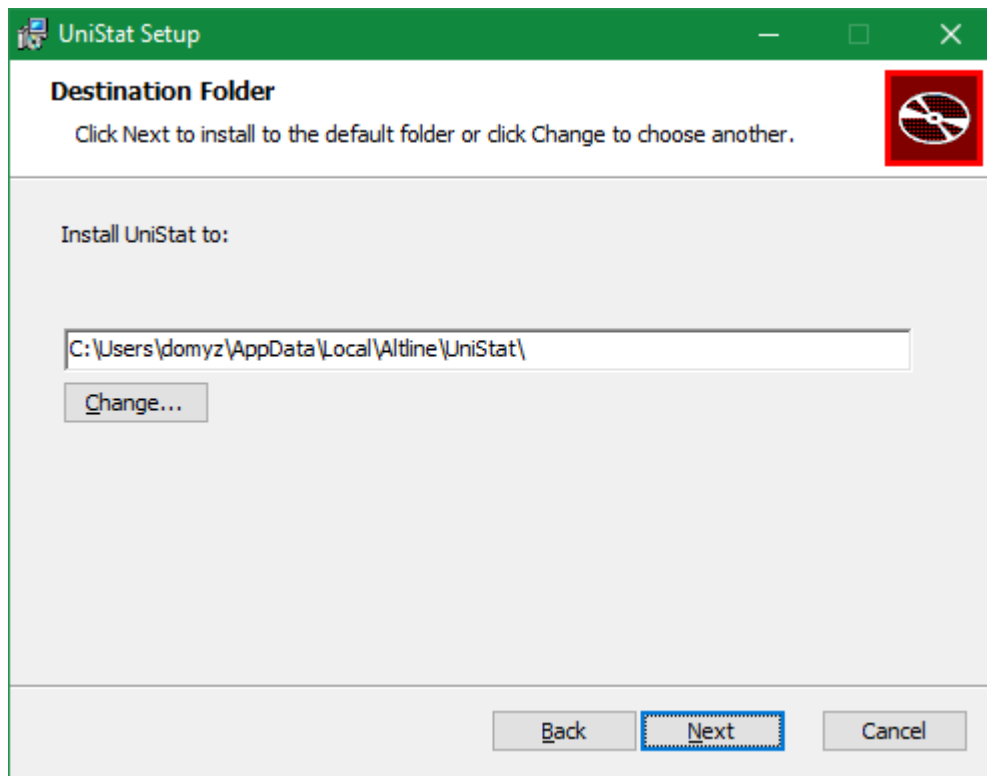 UniStat Setup
Destination Folder
Click Next to install to the default folder or click Change to choose another.
Install UniStat to:
C:\Users\domyz\AppData\Local\Altline\UniStat\
Change...
Back Next Cancel